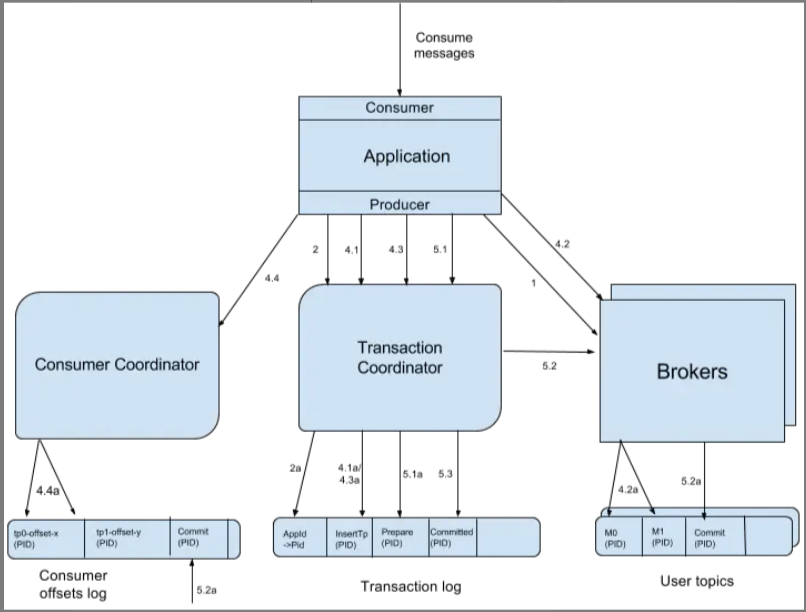 Consume
messages
Consumer
Application
Producer
4.4
2
4.1
4.3
5.1
1
4.2
Consumer Coordinator
Transaction
Coordinator
5.2
Brokers
4.4a
2a
4.1a/
4.3a
5.1a
5.3
4.2a
5.2a
tp0-offset-x
(PID)
tp1-offset-y
(PID)
Commit
(PID)
AppId
->Pid
InsertTp
(PID)
Prepare
(PID)
Committed
(PID)
M0
(PID)
M1
(PID)
Commit
(PID)
Consumer
offsets log
5.2a
Transaction log
User topics